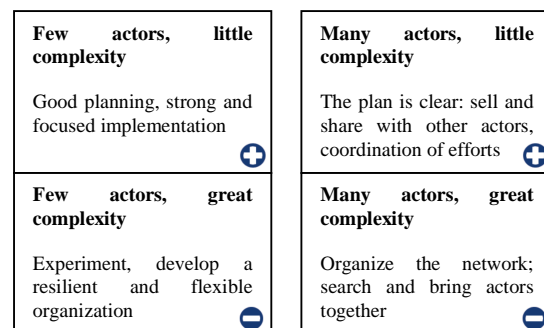 Few actors, little
complexity
Good planning, strong and
focused implementation
Many actors, little
complexity
The plan is clear: sell and
share with other actors,
coordination of efforts
Few actors, great
complexity
Experiment, develop a
resilient and flexible
organization
Many actors, great
complexity
Organize the network;
search and bring actors
together